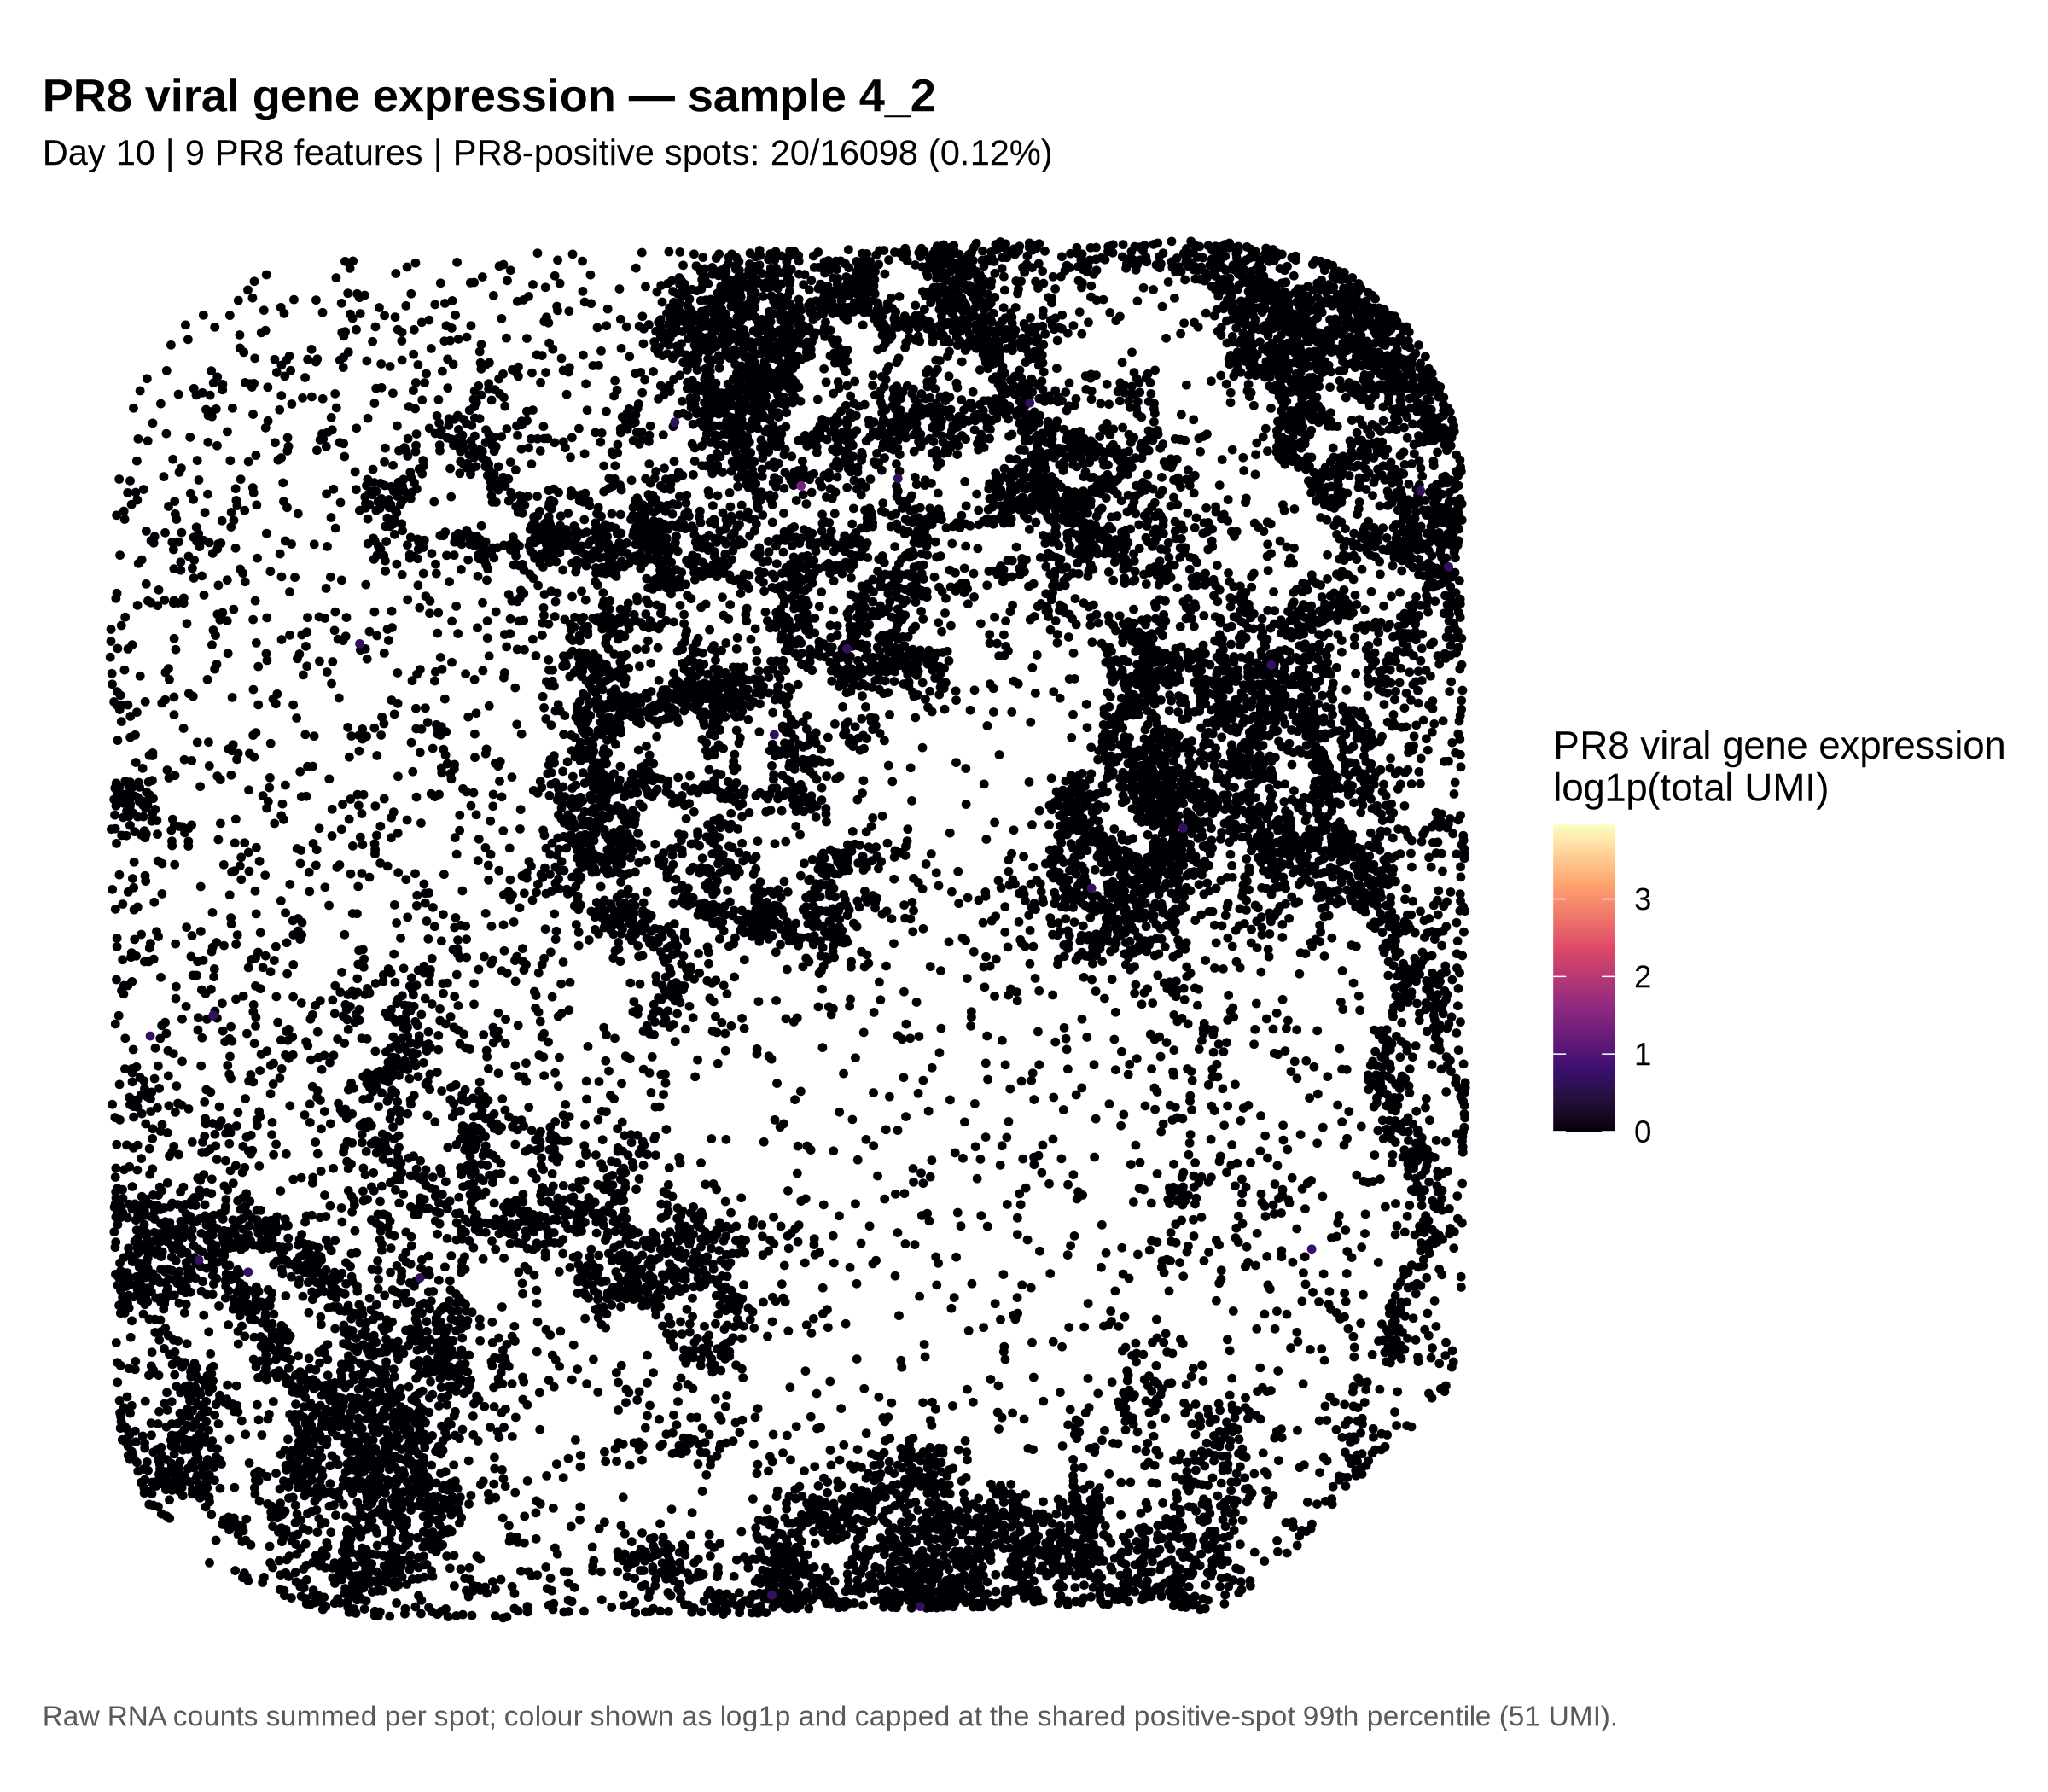 PR8 viral gene expression — sample 4_2
Day 10 | 9 PR8 features | PR8-positive spots: 20/16098 (0.12%)
PR8 viral gene expression
log1p(total UMI)
3
2
1
0
Raw RNA counts summed per spot; colour shown as log1p and capped at the shared positive-spot 99th percentile (51 UMI).